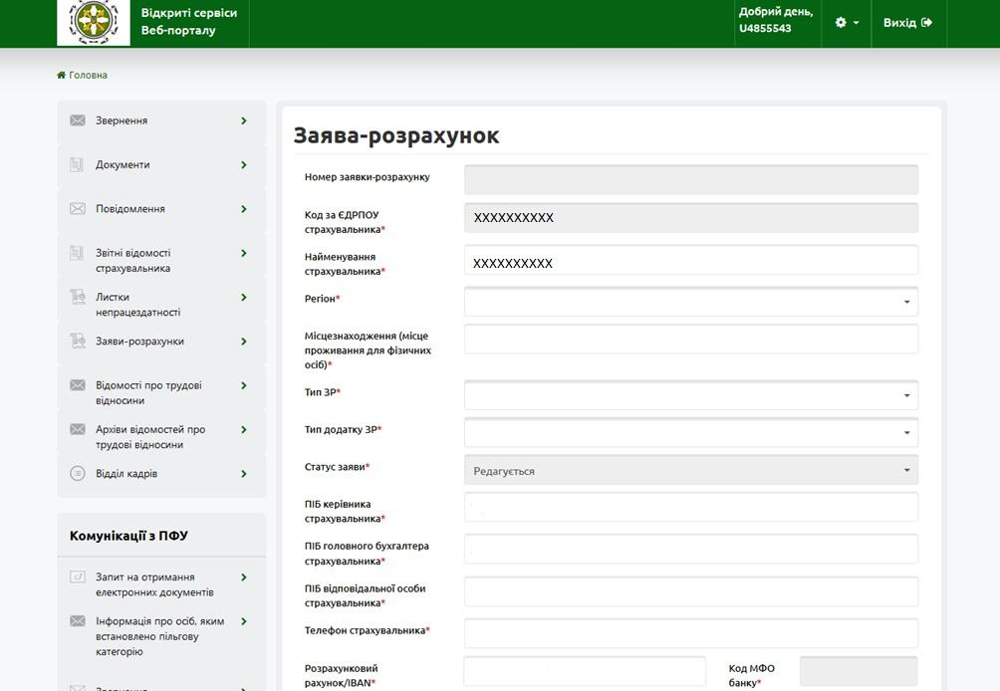 Відкриті сервіси
Веб-порталу
Добрий день,
U4855543
Вихід
Головна
Звернення
Документи
Повідомлення
Звітні відомості
страхувальника
Листки
непрацездатності
Заяви-розрахунки
Відомості про трудові
відносини
Архіви відомостей про
трудові відносини
Відділ кадрів
Комунікації з ПФУ
Запит на отримання
електронних документів
Інформація про осіб, яким
встановлено пільгову
категорію
Звернення
Заява-розрахунок
Номер заявки-розрахунку
Код за ЄДРПОУ
страхувальника*
XXXXXXXXXX
Найменування
страхувальника*
XXXXXXXXXX
Регіон*
Місцезнаходження (місце
проживання для фізичних
осіб)*
Тип ЗР*
Тип додатку ЗР*
Статус заяви*
Редагується
ПІБ керівника
страхувальника*
ПІБ головного бухгалтера
страхувальника*
ПІБ відповідальної особи
страхувальника*
Телефон страхувальника*
Розрахунковий
рахунок/IBAN*
Код МФО
банку*